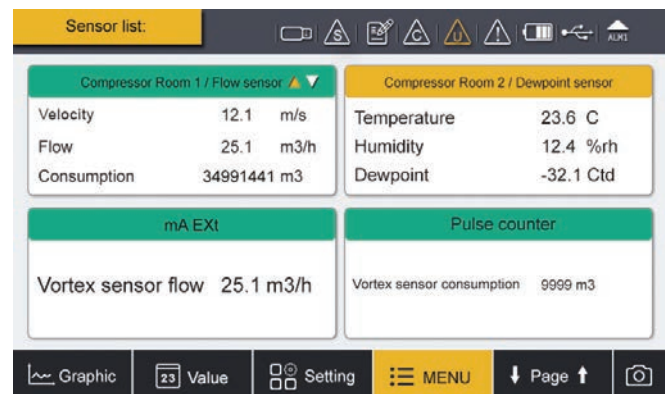 Sensor list:
S C U ! ALM1
Compressor Room 1 / Flow sensor
Velocity 12.1 m/s
Flow 25.1 m3/h
Consumption 34991441 m3
Compressor Room 2 / Dewpoint sensor
Temperature 23.6 C
Humidity 12.4 %rh
Dewpoint -32.1 Ctd
mA EXt
Vortex sensor flow 25.1 m3/h
Pulse counter
Vortex sensor consumption 9999 m3
Graphic 23 Value Setting MENU Page